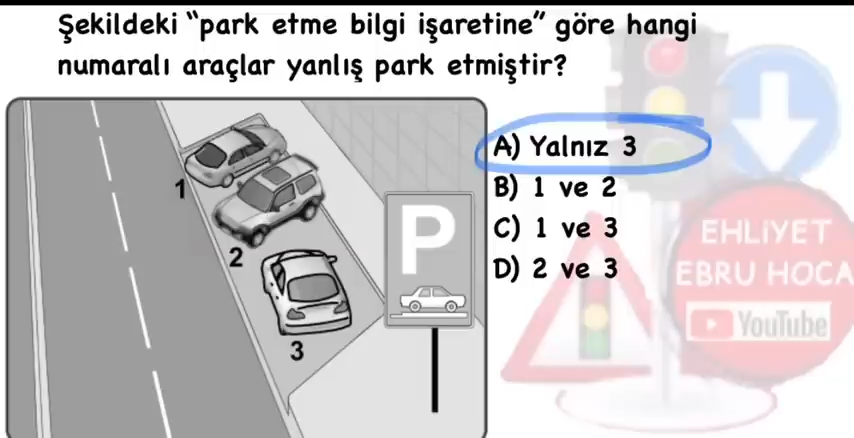 Şekildeki “park etme bilgi işaretine” göre hangi
numaralı araçlar yanlış park etmiştir?
1
2
3
P
A) Yalnız 3
B) 1 ve 2
C) 1 ve 3
D) 2 ve 3
EHLİYET
EBRU HOCA
YouTube